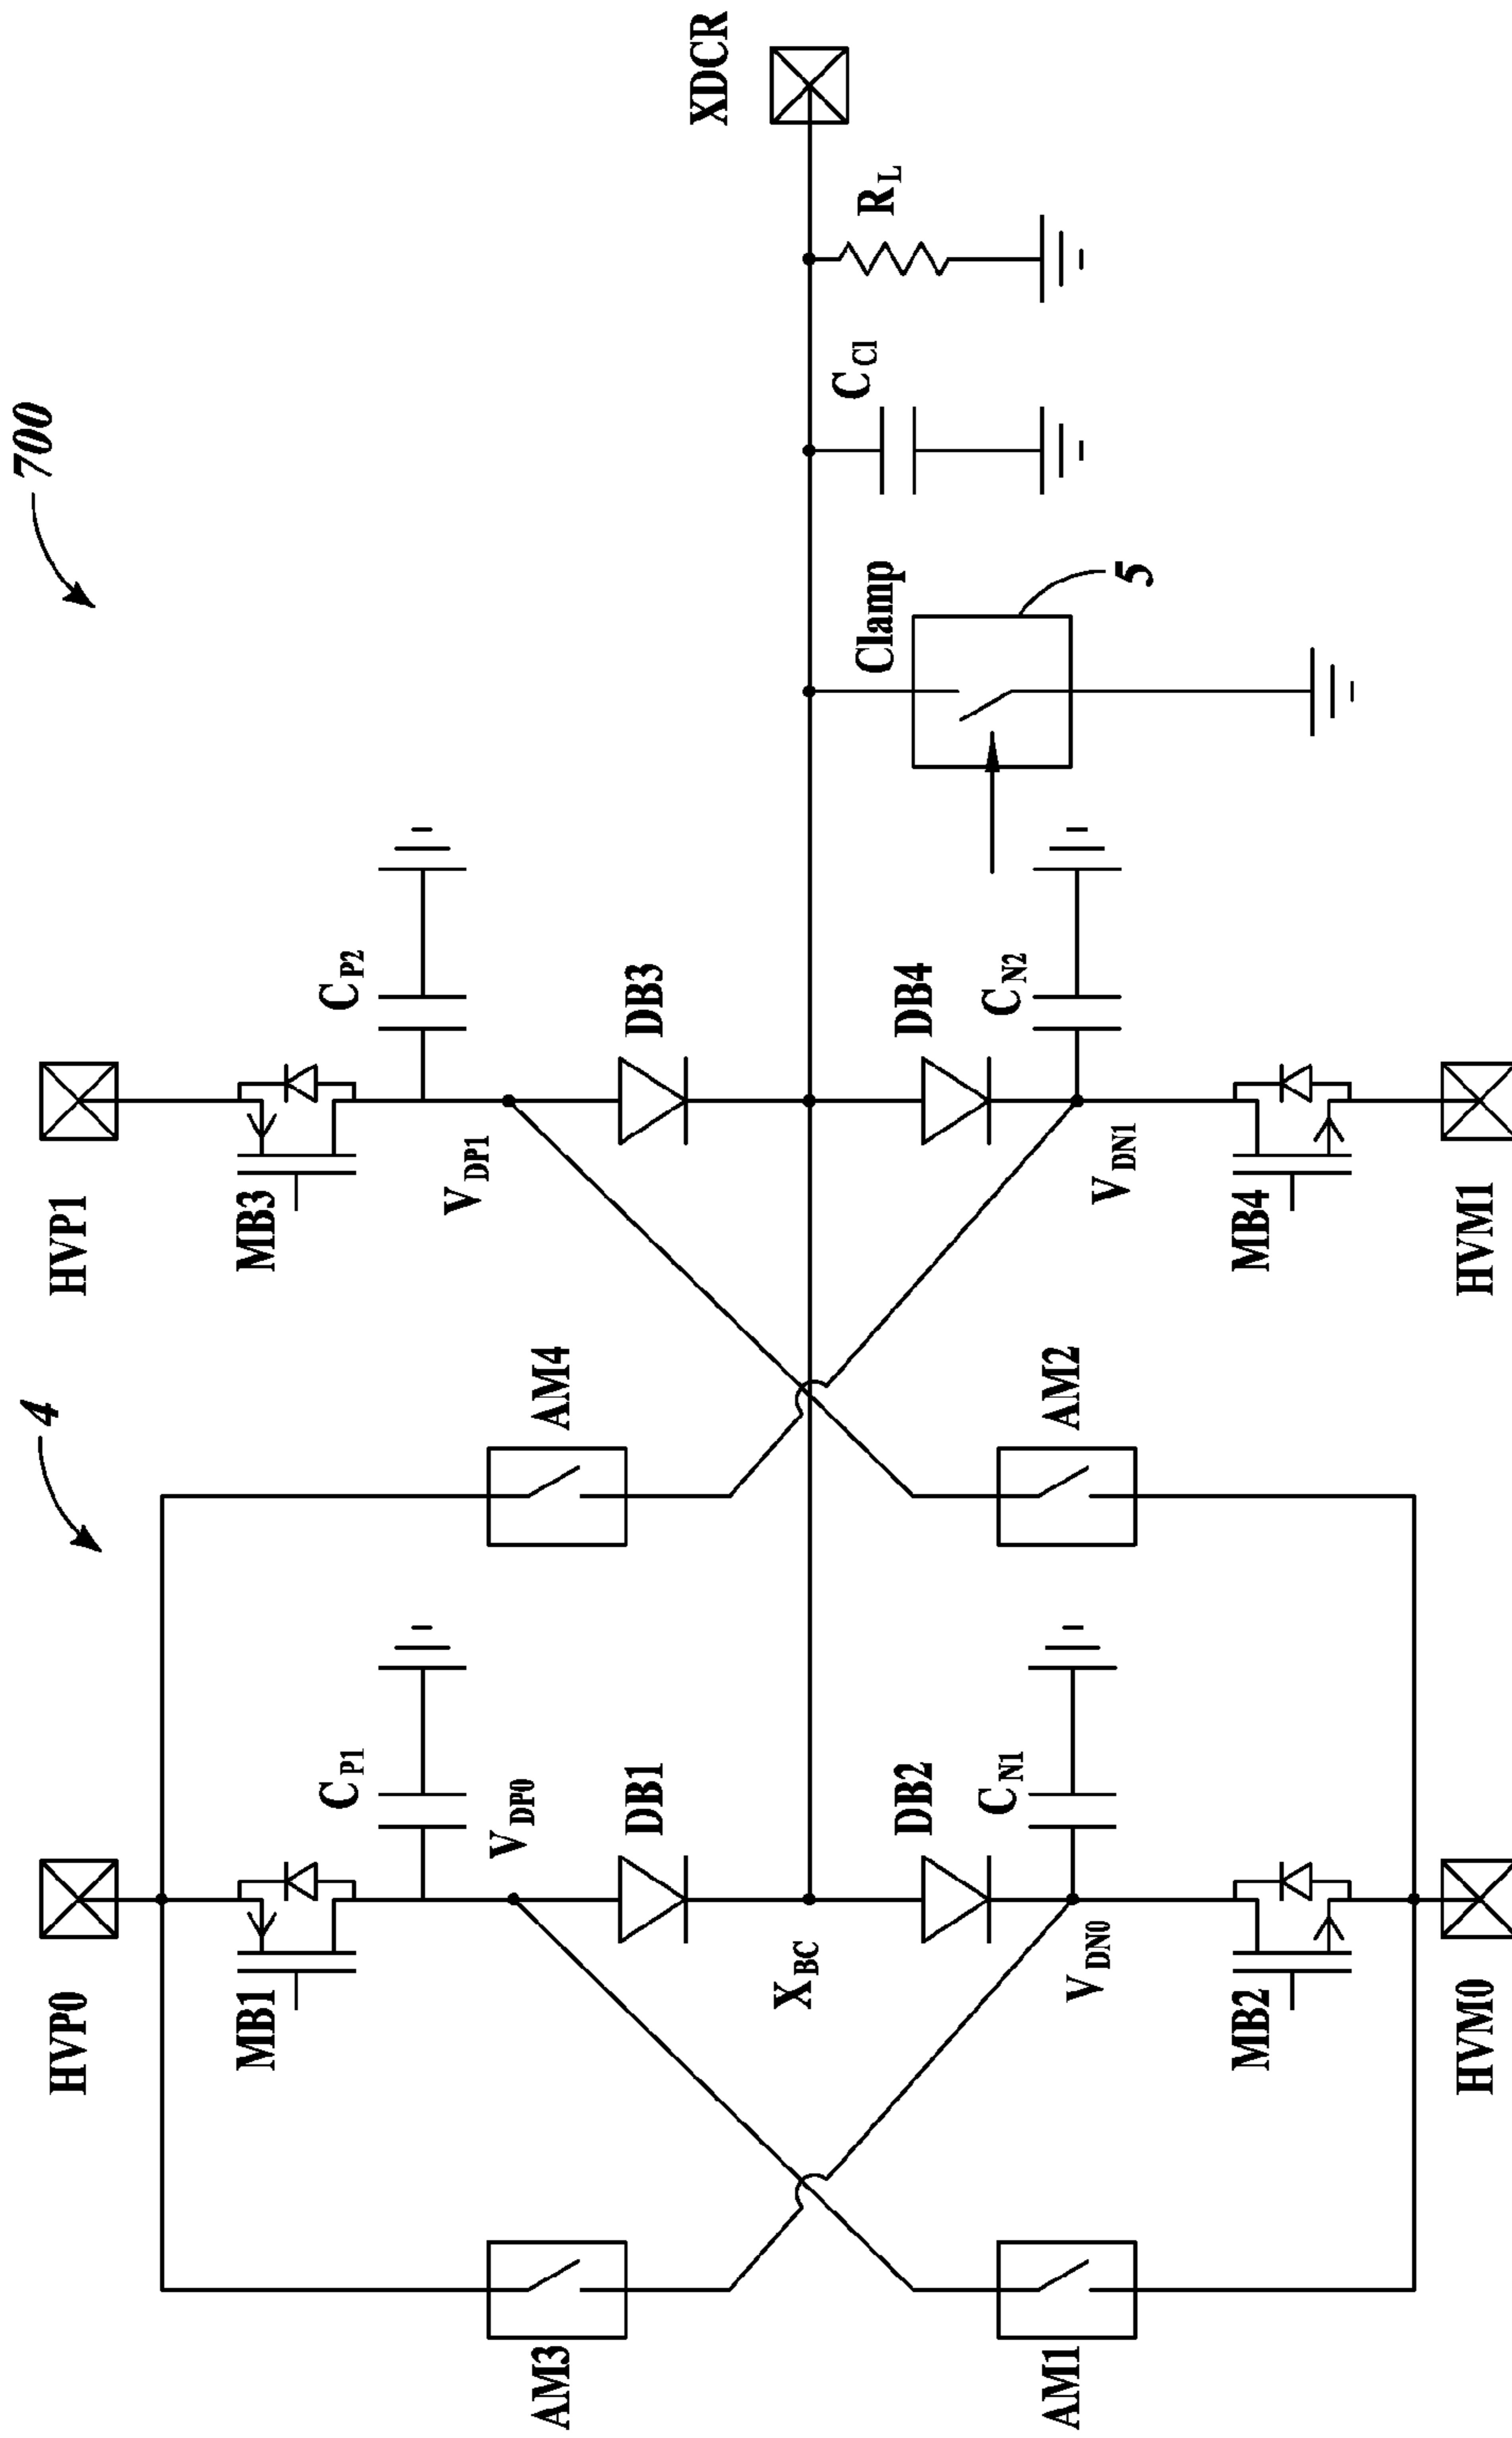 700
4
XDCR
HVP1
HVP0
MB3
MB1
CP2
CP1
VDP1
VDP0
AM4
AM3
DB3
DB1
RL
CCl
Clamp
5
XBC
DB4
DB2
CN2
CN1
AM2
AM1
VDN1
VDN0
MB4
MB2
HVM1
HVM0